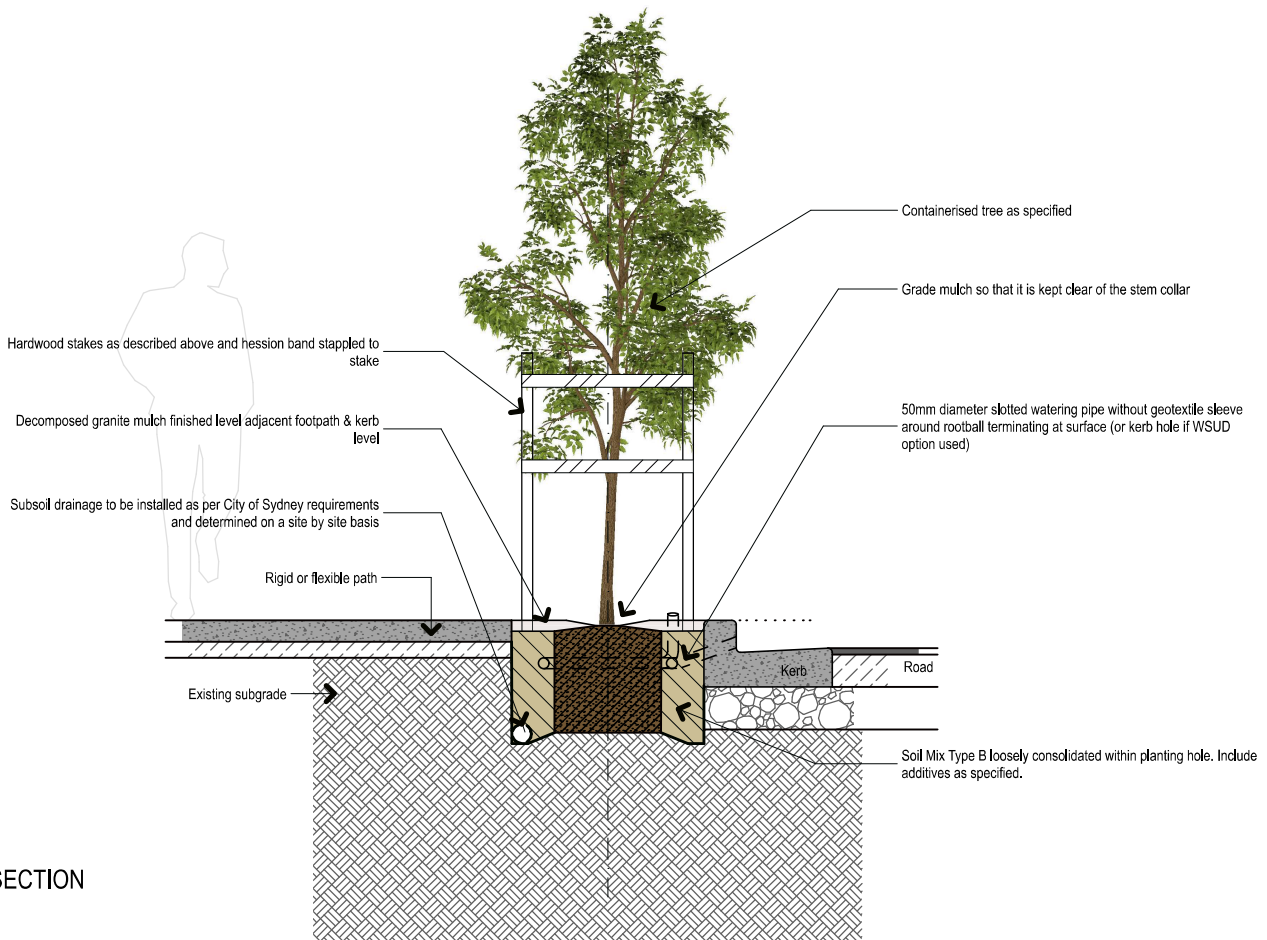 Containerised tree as specified
Grade mulch so that it is kept clear of the stem collar
Hardwood stakes as described above and hession band stappled to
stake
50mm diameter slotted watering pipe without geotextile sleeve
around rootball terminating at surface (or kerb hole if WSUD
option used)
Decomposed granite mulch finished level adjacent footpath & kerb
level
Subsoil drainage to be installed as per City of Sydney requirements
and determined on a site by site basis
Rigid or flexible path
Existing subgrade
Kerb
Road
Soil Mix Type B loosely consolidated within planting hole. Include
additives as specified.
SECTION